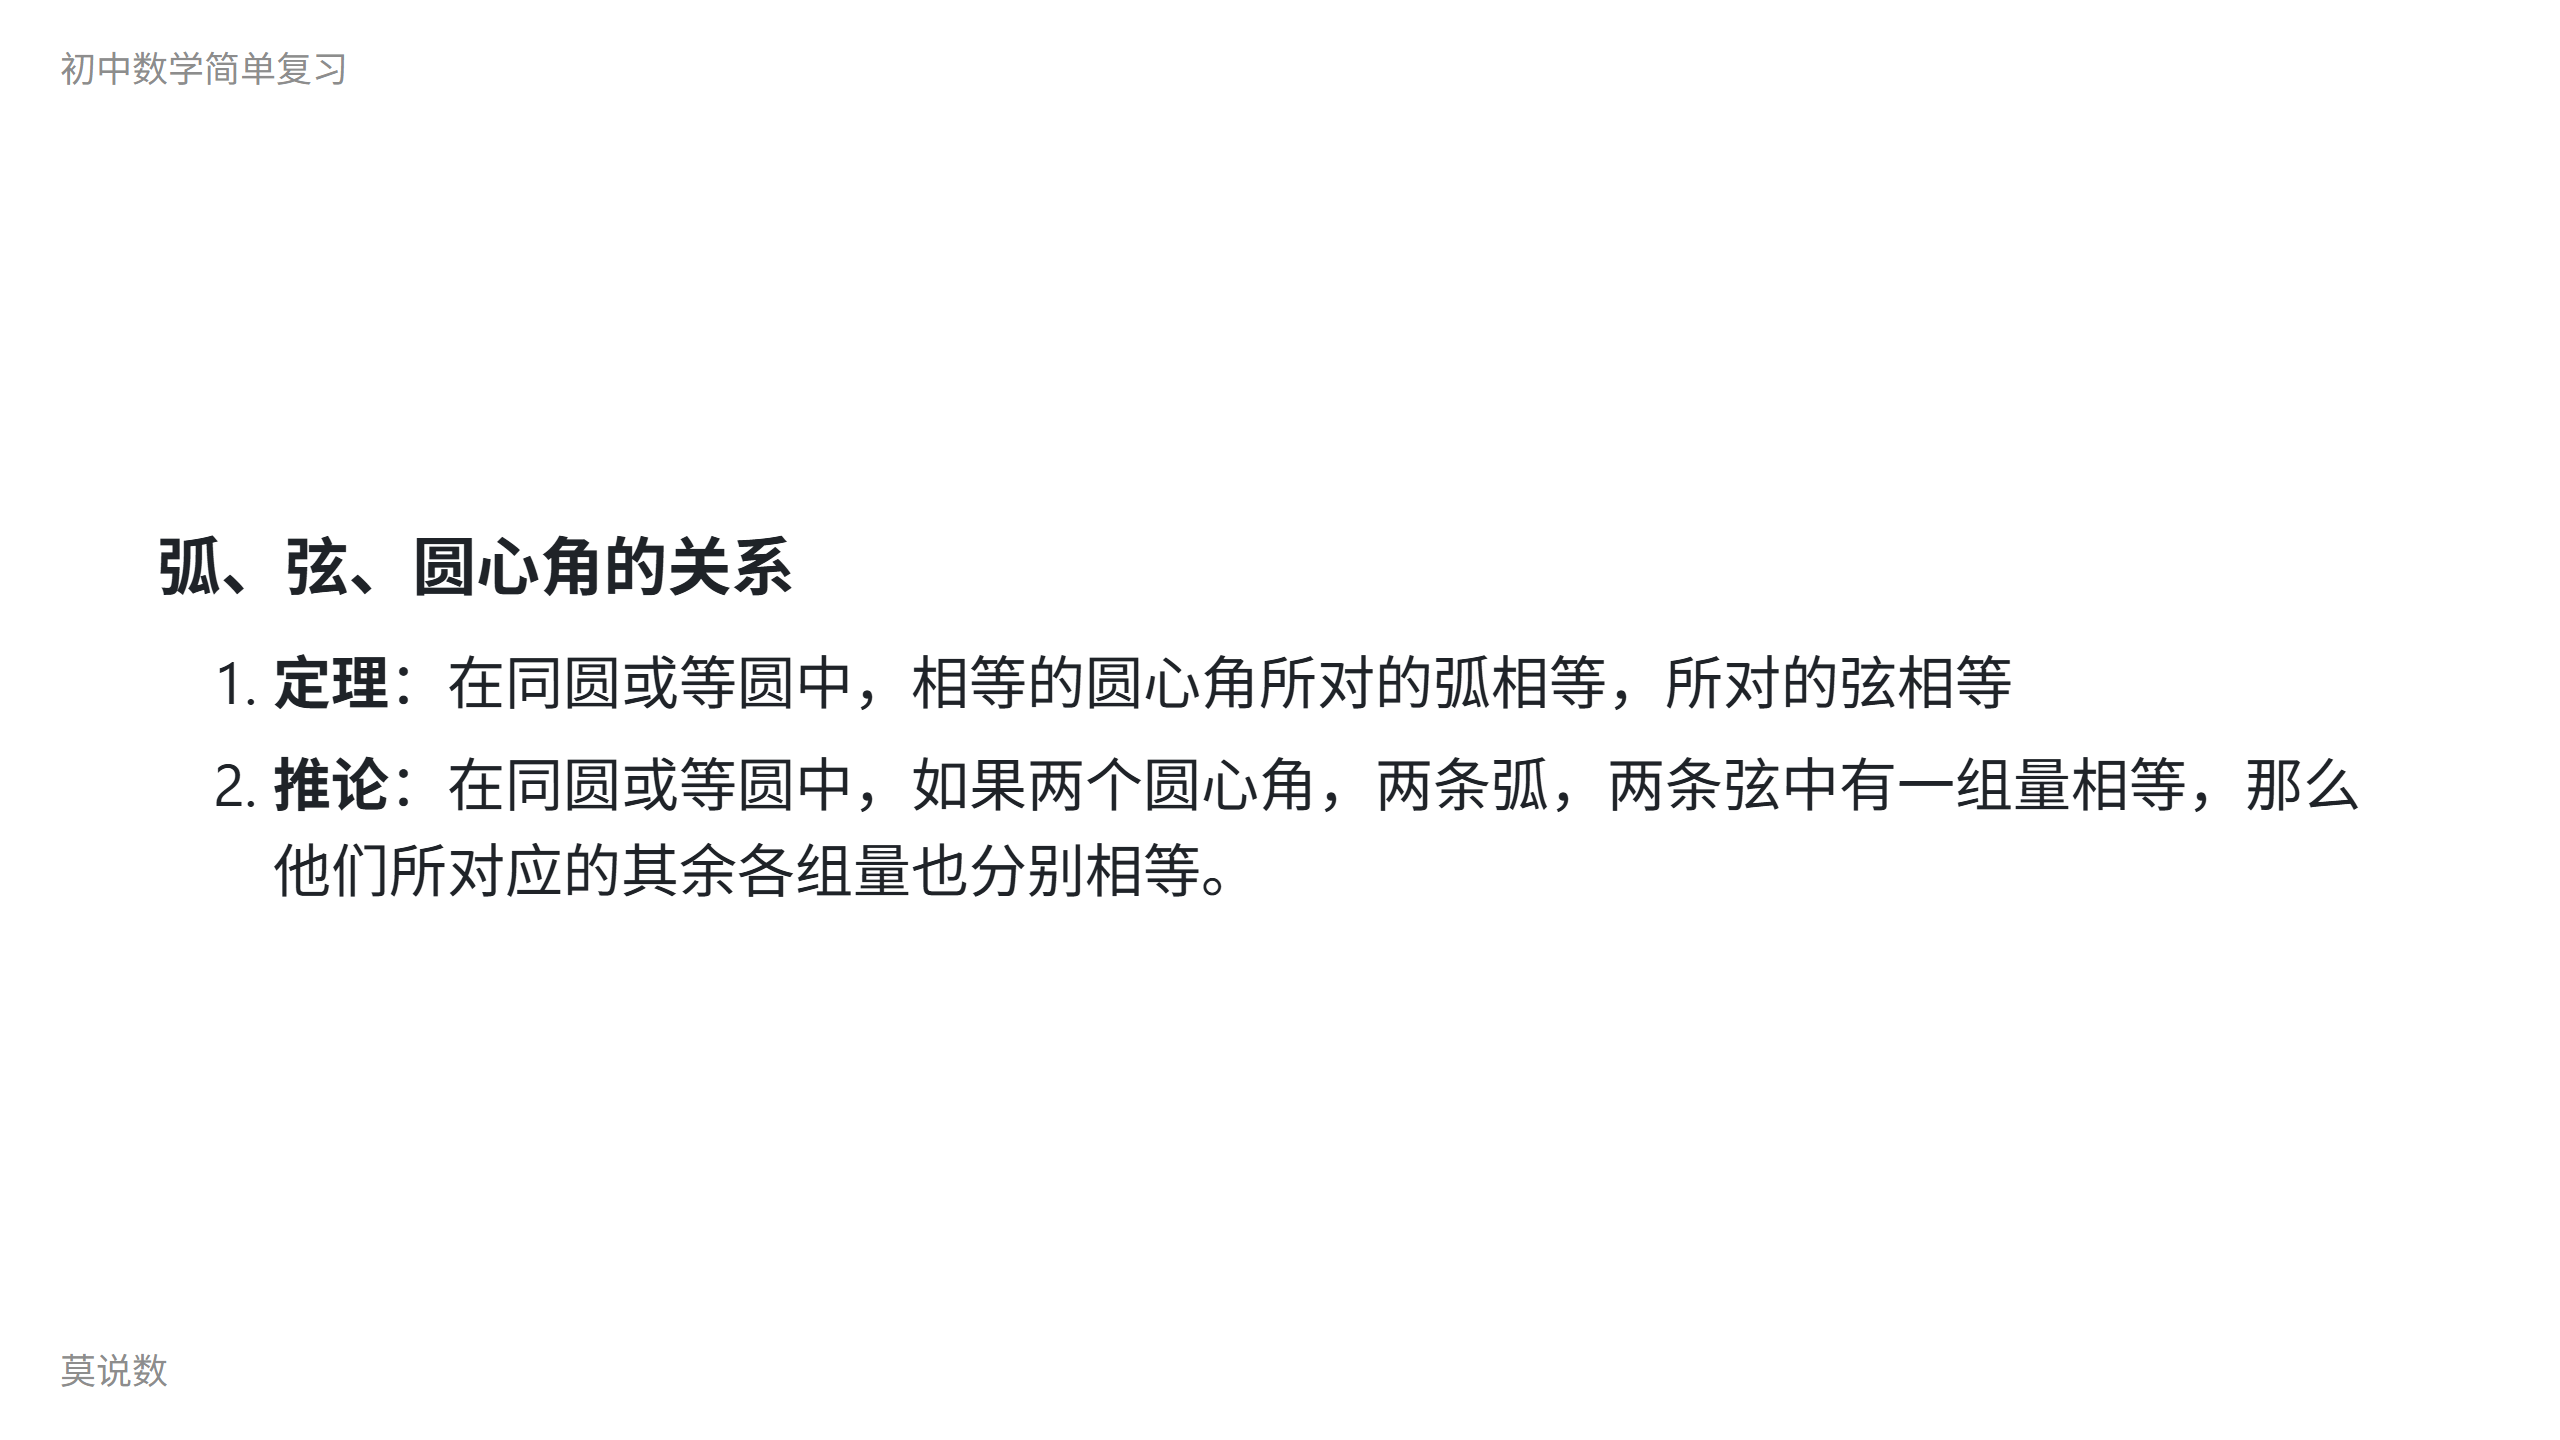 初中数学简单复习
弧、弦、圆心角的关系
1. 定理：在同圆或等圆中，相等的圆心角所对的弧相等，所对的弦相等
2. 推论：在同圆或等圆中，如果两个圆心角，两条弧，两条弦中有一组量相等，那么
他们所对应的其余各组量也分别相等。
莫说数